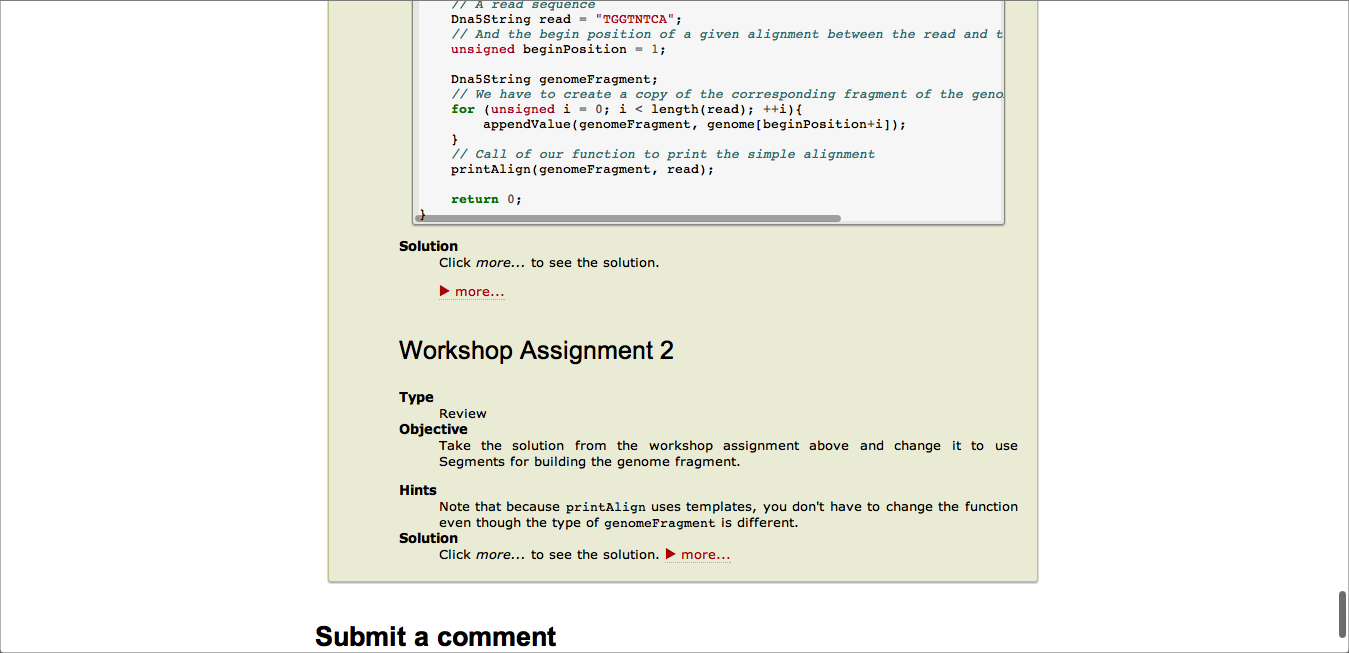 // A read sequence
Dna5String read = "TGGTNTCA";
// And the begin position of a given alignment between the read and t
unsigned beginPosition = 1;
Dna5String genomeFragment;
// We have to create a copy of the corresponding fragment of the geno
for (unsigned i = 0; i < length(read); ++i){
appendValue(genomeFragment, genome[beginPosition+i]);
}
// Call of our function to print the simple alignment
printAlign(genomeFragment, read);
return 0;
}
Solution
Click more... to see the solution.
▶ more...
Workshop Assignment 2
Type
Review
Objective
Take the solution from the workshop assignment above and change it to use
Segments for building the genome fragment.
Hints
Note that because printAlign uses templates, you don't have to change the function
even though the type of genomeFragment is different.
Solution
Click more... to see the solution. ▶ more...
Submit a comment